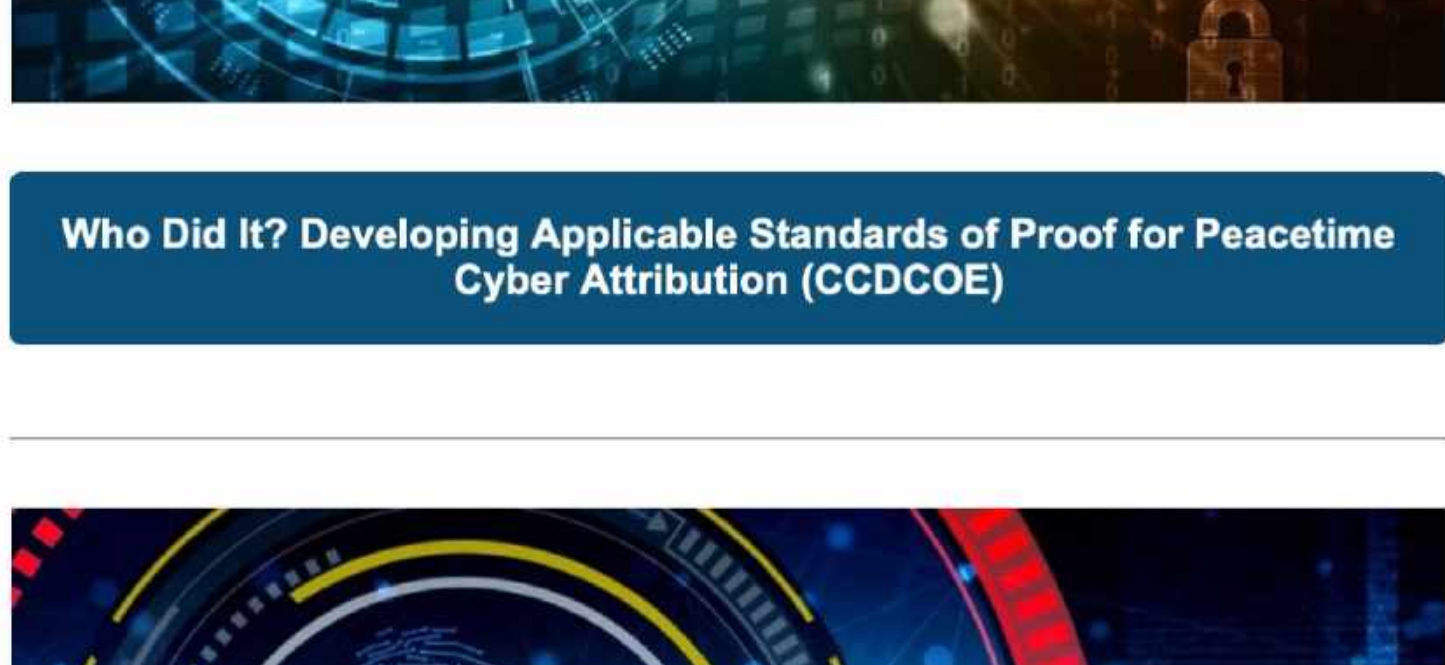 Who Did It? Developing Applicable Standards of Proof for Peacetime
Cyber Attribution (CCDCOE)